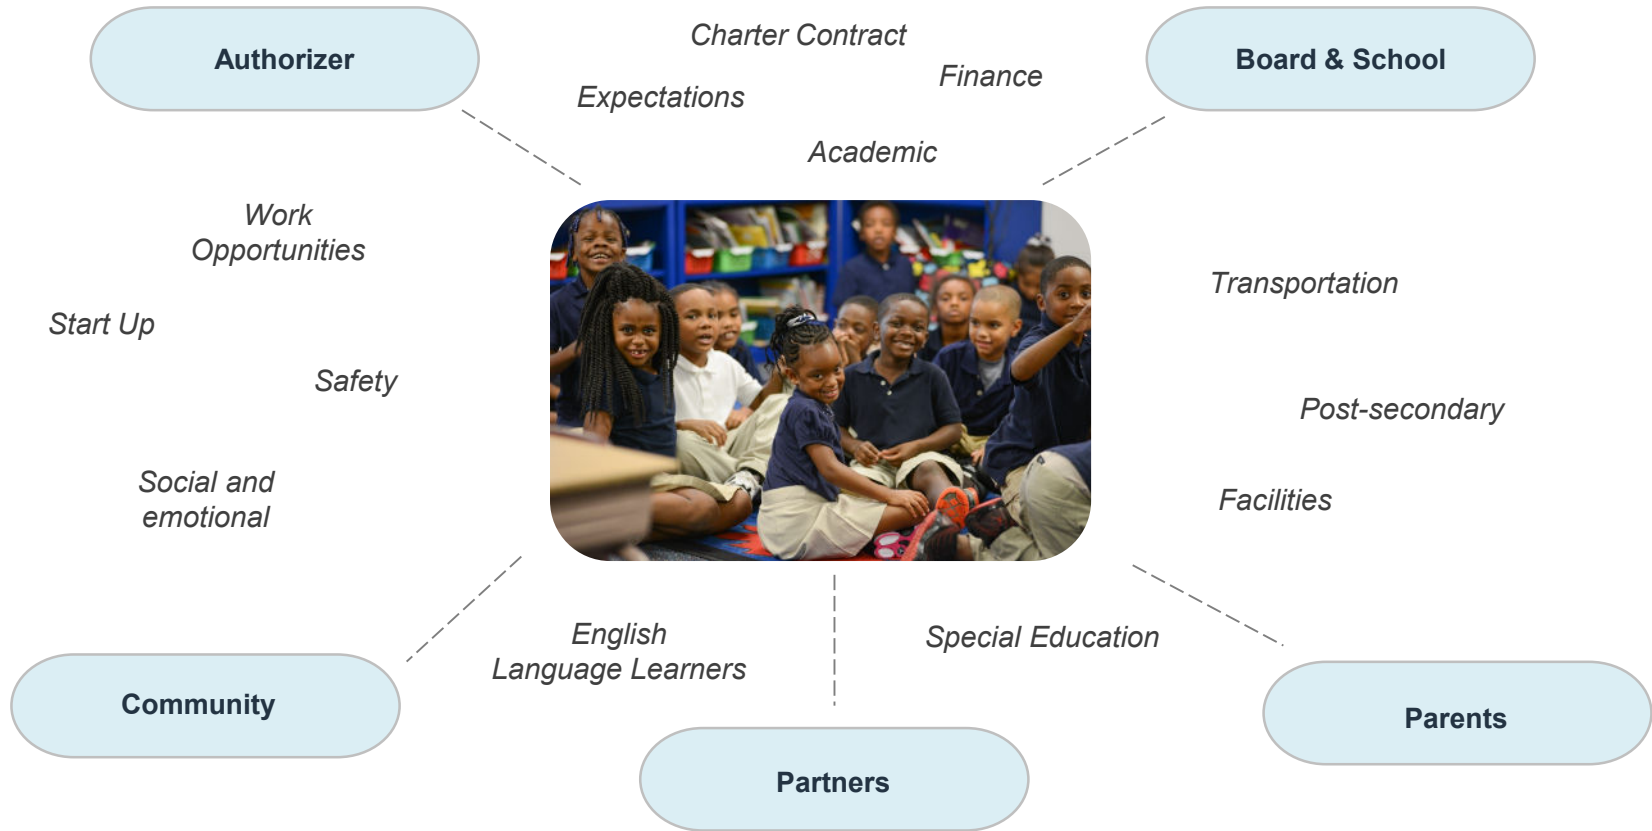 Charter Contract
Authorizer
Board & School
Finance
Expectations
Academic
Work
Opportunities
Transportation
Start Up
Safety
Post-secondary
Social and
emotional
Facilities
English
Language Learners
Special Education
Community
Parents
Partners